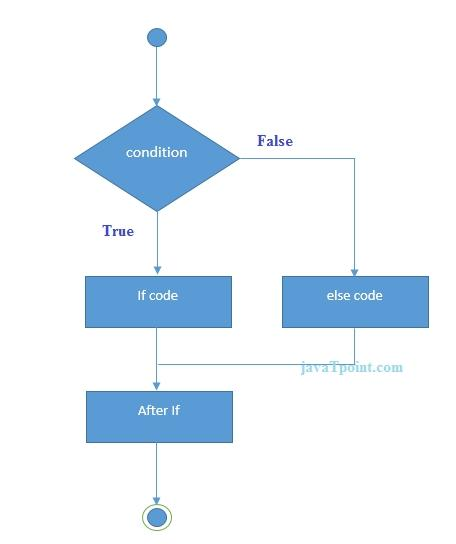 condition
False
True
If code
else code
javaTpoint.com
After If